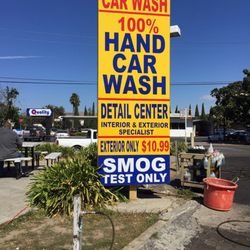 CAR WASH
100%
HAND
CAR
WASH
DETAIL CENTER
INTERIOR & EXTERIOR
SPECIALIST
EXTERIOR ONLY $10.99
SMOG
TEST ONLY
Quality